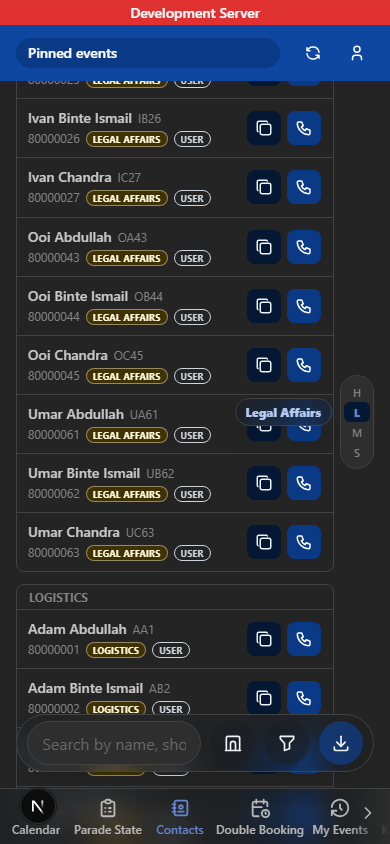 Development Server
Pinned events
80000025 LEGAL AFFAIRS USER
Ivan Binte Ismail IB26
80000026 LEGAL AFFAIRS USER
Ivan Chandra IC27
80000027 LEGAL AFFAIRS USER
Ooi Abdullah OA43
80000043 LEGAL AFFAIRS USER
Ooi Binte Ismail OB44
80000044 LEGAL AFFAIRS USER
Ooi Chandra OC45
80000045 LEGAL AFFAIRS USER
Umar Abdullah UA61
80000061 LEGAL AFFAIRS USER
Legal Affairs
H
L
M
S
Umar Binte Ismail UB62
80000062 LEGAL AFFAIRS USER
Umar Chandra UC63
80000063 LEGAL AFFAIRS USER
LOGISTICS
Adam Abdullah AA1
80000001 LOGISTICS USER
Adam Binte Ismail AB2
80000002 LOGISTICS USER
Search by name, sho
N
Calendar Parade State Contacts Double Booking My Events